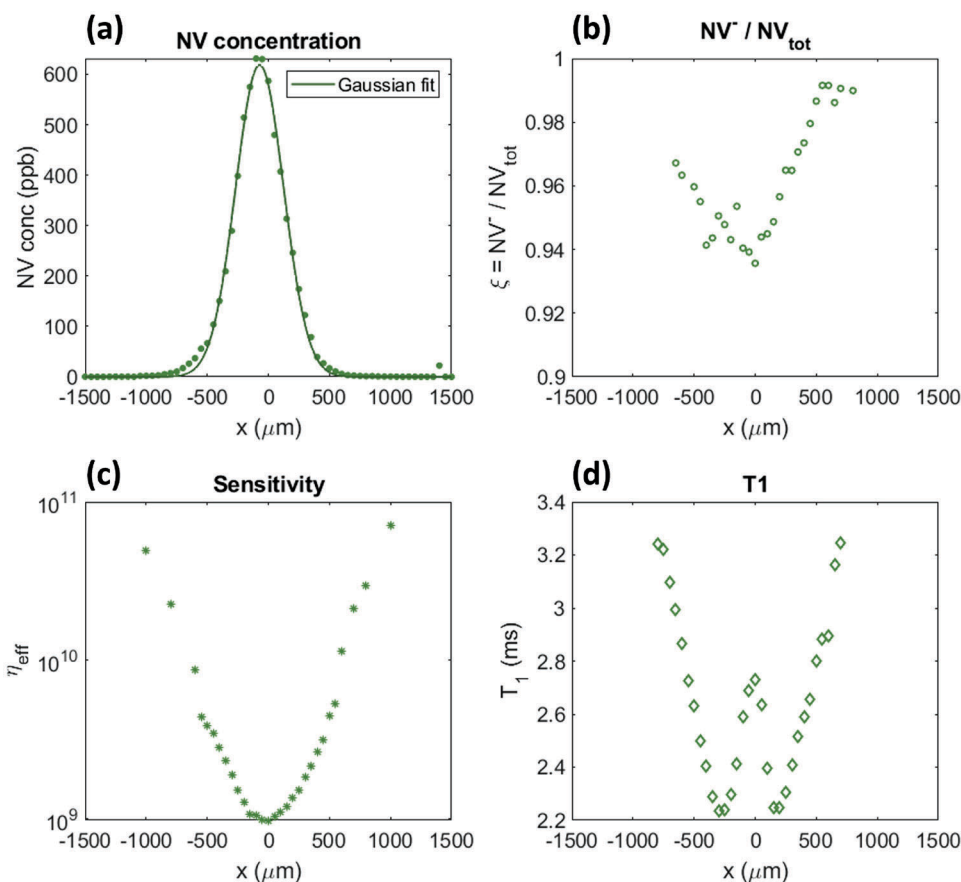 (a)
NV concentration
Gaussian fit
600
500
400
300
200
100
0
NV conc (ppb)
-1500 -1000 -500 0 500 1000 1500
x (μm)
(b)
NV⁻ / NVₜₒₜ
1
0.98
0.96
0.94
0.92
0.9
ξ = NV⁻ / NVₜₒₜ
-1500 -1000 -500 0 500 1000 1500
x (μm)
(c)
Sensitivity
10¹¹
10¹⁰
10⁹
η_eff
-1500 -1000 -500 0 500 1000 1500
x (μm)
(d)
T1
3.4
3.2
3
2.8
2.6
2.4
2.2
T₁ (ms)
-1500 -1000 -500 0 500 1000 1500
x (μm)